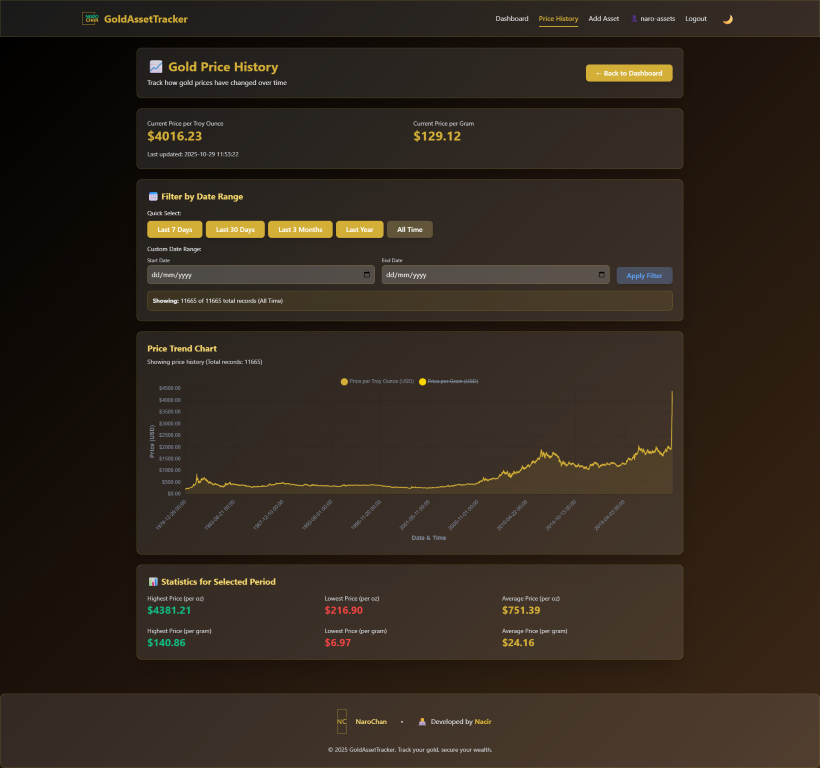 NARO CHAN GoldAssetTracker Dashboard Price History Add Asset naro-assets Logout
Gold Price History
Track how gold prices have changed over time
← Back to Dashboard
Current Price per Troy Ounce Current Price per Gram
$4016.23 $129.12
Last updated: 2025-10-29 11:53:22
Filter by Date Range
Quick Select:
Last 7 Days Last 30 Days Last 3 Months Last Year All Time
Custom Date Range:
Start Date End Date
dd/mm/yyyy dd/mm/yyyy Apply Filter
Showing: 11665 of 11665 total records (All Time)
Price Trend Chart
Showing price history (Total records: 11665)
Price per Troy Ounce (USD) Price per Gram (USD)
$4500.00
$4000.00
$3500.00
$3000.00
$2500.00
$2000.00
$1500.00
$1000.00
$500.00
$0.00
Price (USD)
Date & Time
Statistics for Selected Period
Highest Price (per oz) Lowest Price (per oz) Average Price (per oz)
$4381.21 $216.90 $751.39
Highest Price (per gram) Lowest Price (per gram) Average Price (per gram)
$140.86 $6.97 $24.16
NC NaroChan • Developed by Nacir
© 2025 GoldAssetTracker. Track your gold, secure your wealth.